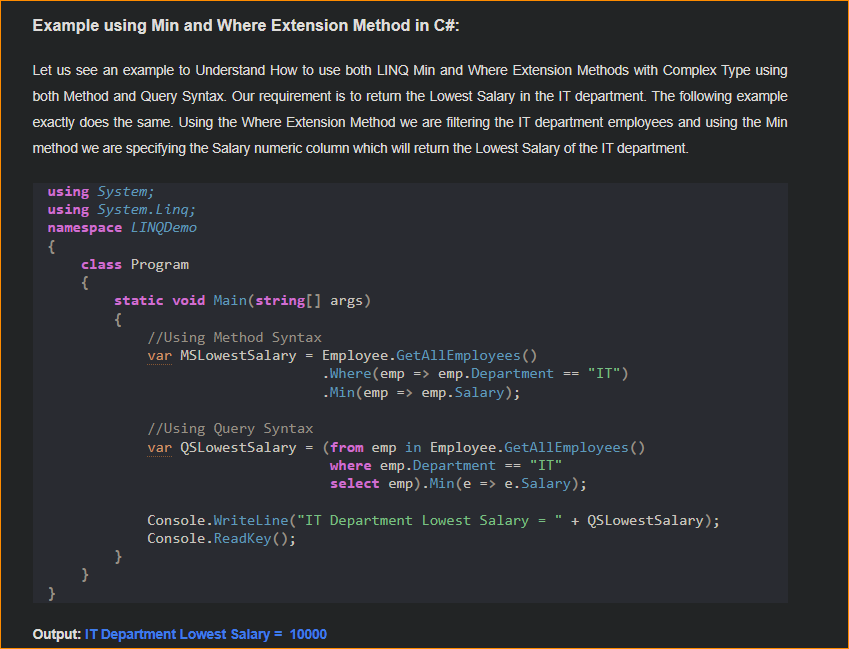 Example using Min and Where Extension Method in C#:
Let us see an example to Understand How to use both LINQ Min and Where Extension Methods with Complex Type using
both Method and Query Syntax. Our requirement is to return the Lowest Salary in the IT department. The following example
exactly does the same. Using the Where Extension Method we are filtering the IT department employees and using the Min
method we are specifying the Salary numeric column which will return the Lowest Salary of the IT department.
using System;
using System.Linq;
namespace LINQDemo
{
    class Program
    {
        static void Main(string[] args)
        {
            //Using Method Syntax
            var MSLowestSalary = Employee.GetAllEmployees()
                                 .Where(emp => emp.Department == "IT")
                                 .Min(emp => emp.Salary);
            //Using Query Syntax
            var QSLowestSalary = (from emp in Employee.GetAllEmployees()
                                  where emp.Department == "IT"
                                  select emp).Min(e => e.Salary);
            Console.WriteLine("IT Department Lowest Salary = " + QSLowestSalary);
            Console.ReadKey();
        }
    }
}
Output: IT Department Lowest Salary = 10000